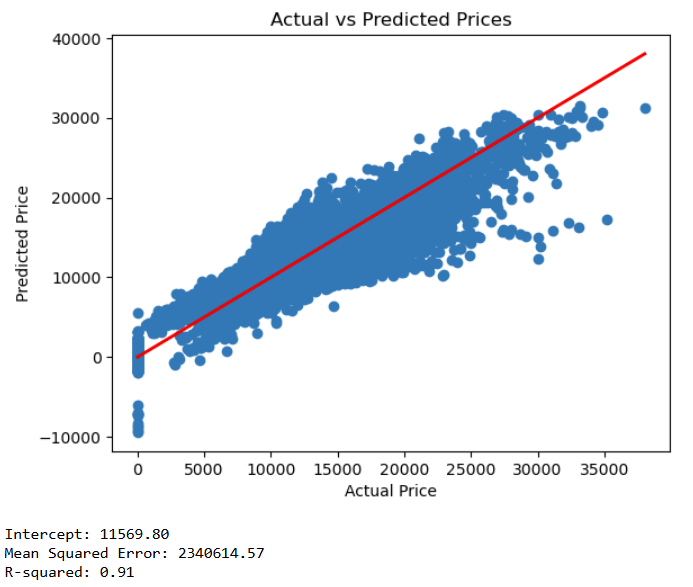 Actual vs Predicted Prices
40000
30000
20000
10000
0
−10000
Predicted Price
0 5000 10000 15000 20000 25000 30000 35000
Actual Price
Intercept: 11569.80
Mean Squared Error: 2340614.57
R-squared: 0.91